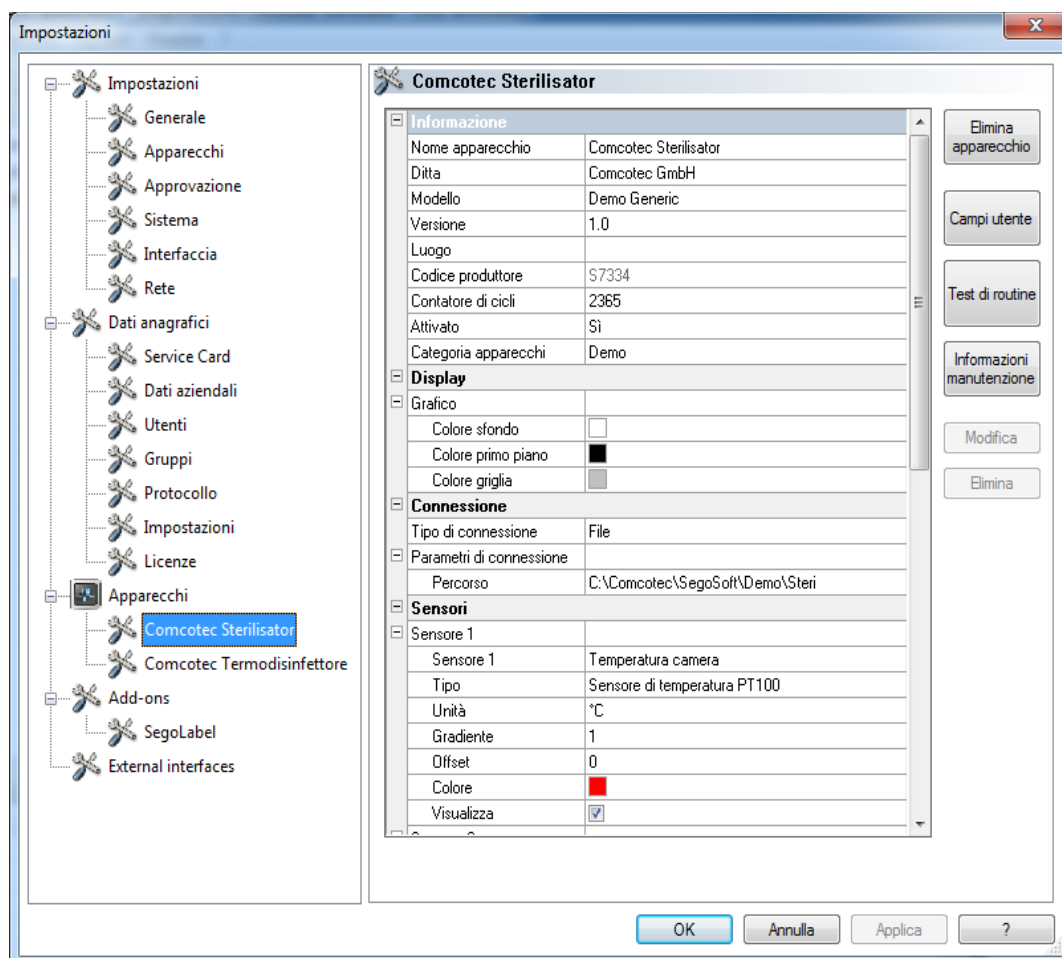 Impostazioni
Impostazioni
Generale
Apparecchi
Approvazione
Sistema
Interfaccia
Rete
Dati anagrafici
Service Card
Dati aziendali
Utenti
Gruppi
Protocollo
Impostazioni
Licenze
Apparecchi
Comcotec Sterilisator
Comcotec Termodisinfettore
Add-ons
SegoLabel
External interfaces
Comcotec Sterilisator
Informazione
Nome apparecchio Comcotec Sterilisator
Ditta Comcotec GmbH
Modello Demo Generic
Versione 1.0
Luogo
Codice produttore S7334
Contatore di cicli 2365
Attivato Sì
Categoria apparecchi Demo
Display
Grafico
Colore sfondo
Colore primo piano
Colore griglia
Connessione
Tipo di connessione File
Parametri di connessione
Percorso C:\Comcotec\SegoSoft\Demo\Steri
Sensori
Sensore 1
Sensore 1 Temperatura camera
Tipo Sensore di temperatura PT100
Unità °C
Gradiente 1
Offset 0
Colore
Visualizza
Elimina
apparecchio
Campi utente
Test di routine
Informazioni
manutenzione
Modifica
Elimina
OK
Annulla
Applica
?